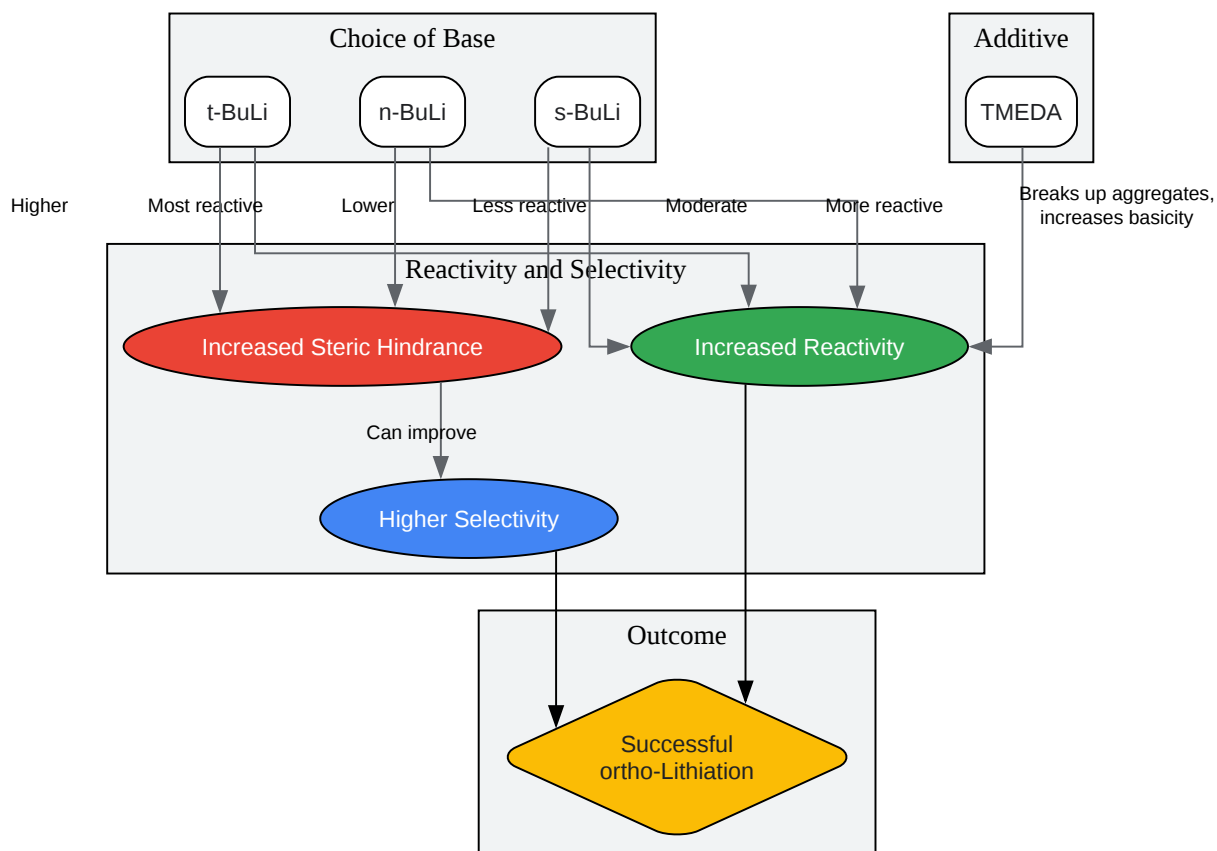 Choice of Base
Additive
t-BuLi
n-BuLi
s-BuLi
TMEDA
Higher
Most reactive
Lower
Less reactive
Moderate
More reactive
Breaks up aggregates,
increases basicity
Reactivity and Selectivity
Increased Steric Hindrance
Increased Reactivity
Can improve
Higher Selectivity
Outcome
Successful
ortho-Lithiation